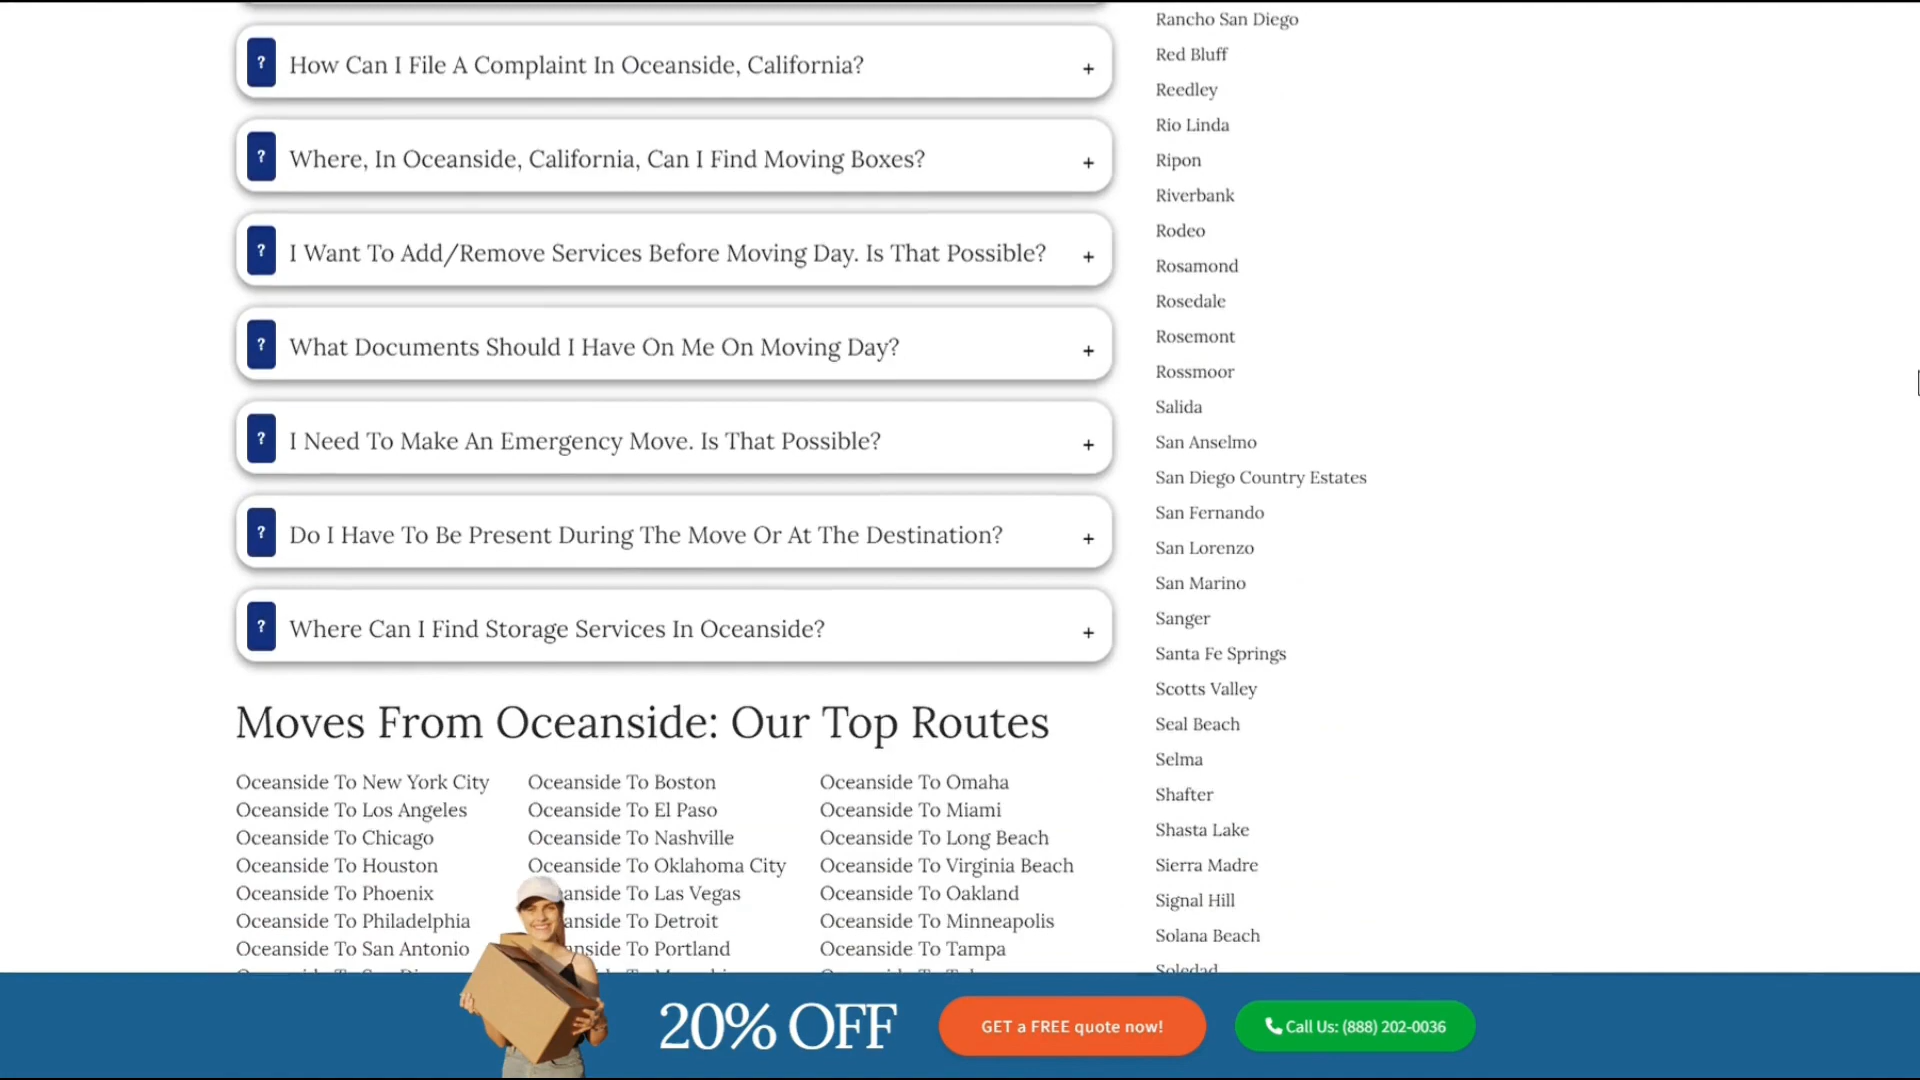 ? How Can I File A Complaint In Oceanside, California? +
? Where, In Oceanside, California, Can I Find Moving Boxes? +
? I Want To Add/Remove Services Before Moving Day. Is That Possible? +
? What Documents Should I Have On Me On Moving Day? +
? I Need To Make An Emergency Move. Is That Possible? +
? Do I Have To Be Present During The Move Or At The Destination? +
? Where Can I Find Storage Services In Oceanside? +
Moves From Oceanside: Our Top Routes
Oceanside To New York City
Oceanside To Los Angeles
Oceanside To Chicago
Oceanside To Houston
Oceanside To Phoenix
Oceanside To Philadelphia
Oceanside To San Antonio
Oceanside To Boston
Oceanside To El Paso
Oceanside To Nashville
Oceanside To Oklahoma City
anside To Las Vegas
anside To Detroit
anside To Portland
Oceanside To Omaha
Oceanside To Miami
Oceanside To Long Beach
Oceanside To Virginia Beach
Oceanside To Oakland
Oceanside To Minneapolis
Oceanside To Tampa
Rancho San Diego
Red Bluff
Reedley
Rio Linda
Ripon
Riverbank
Rodeo
Rosamond
Rosedale
Rosemont
Rossmoor
Salida
San Anselmo
San Diego Country Estates
San Fernando
San Lorenzo
San Marino
Sanger
Santa Fe Springs
Scotts Valley
Seal Beach
Selma
Shafter
Shasta Lake
Sierra Madre
Signal Hill
Solana Beach
Soledad
20% OFF
GET a FREE quote now!
Call Us: (888) 202-0036